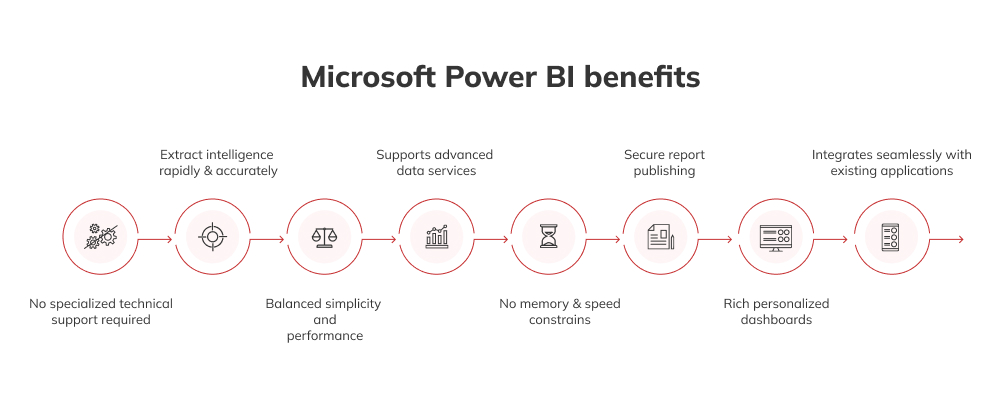 Microsoft Power BI benefits
Extract intelligence
rapidly & accurately
Supports advanced
data services
Secure report
publishing
Integrates seamlessly with
existing applications
No specialized technical
support required
Balanced simplicity
and
performance
No memory & speed
constrains
Rich personalized
dashboards